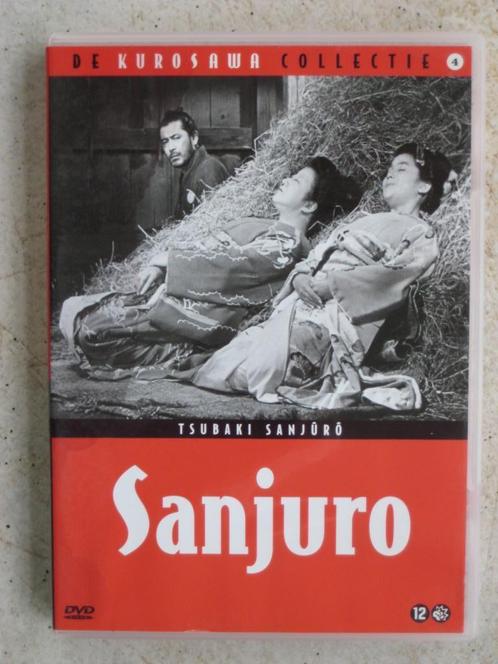 DE KUROSAWA COLLECTIE 4
TSUBAKI SANJŪRŌ
Sanjuro
DVD
12